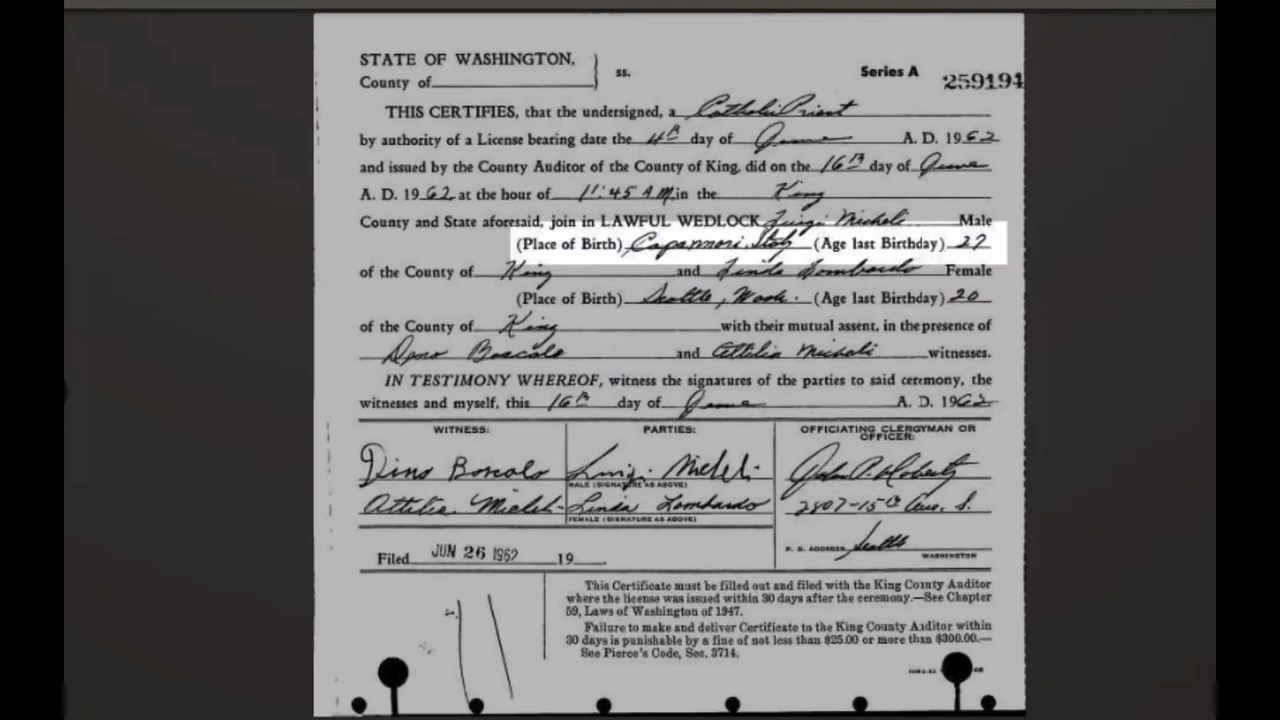 STATE OF WASHINGTON,
County of
ss.
Series A 259194
THIS CERTIFIES, that the undersigned, a Catholic Priest
by authority of a License bearing date the 4th day of June A. D. 1962
and issued by the County Auditor of the County of King, did on the 16th day of June
A. D. 1962 at the hour of 11:45 A M in the King
County and State aforesaid, join in LAWFUL WEDLOCK Luigi Micheli Male
(Place of Birth) Capannori, Italy (Age last Birthday) 27
of the County of King and Linda Lombardo Female
(Place of Birth) Seattle, Wash. (Age last Birthday) 20
of the County of King with their mutual assent, in the presence of
Dino Boscolo and Attilia Micheli witnesses.
IN TESTIMONY WHEREOF, witness the signatures of the parties to said ceremony, the
witnesses and myself, this 16th day of June A. D. 1962
WITNESS: PARTIES: OFFICIATING CLERGYMAN OR OFFICER:
Dino Boscolo Luigi Micheli John P. Doherty
MALE (SIGNATURE AS ABOVE)
Attilia Micheli Linda Lombardo 2807-15th Ave. S.
FEMALE (SIGNATURE AS ABOVE)
P. O. ADDRESS Seattle
WASHINGTON
Filed JUN 26 1962 19
This Certificate must be filled out and filed with the King County Auditor
where the license was issued within 30 days after the ceremony.—See Chapter
59, Laws of Washington of 1947.
Failure to make and deliver Certificate to the King County Auditor within
30 days is punishable by a fine of not less than $25.00 or more than $300.00.—
See Pierce's Code, Sec. 3714.